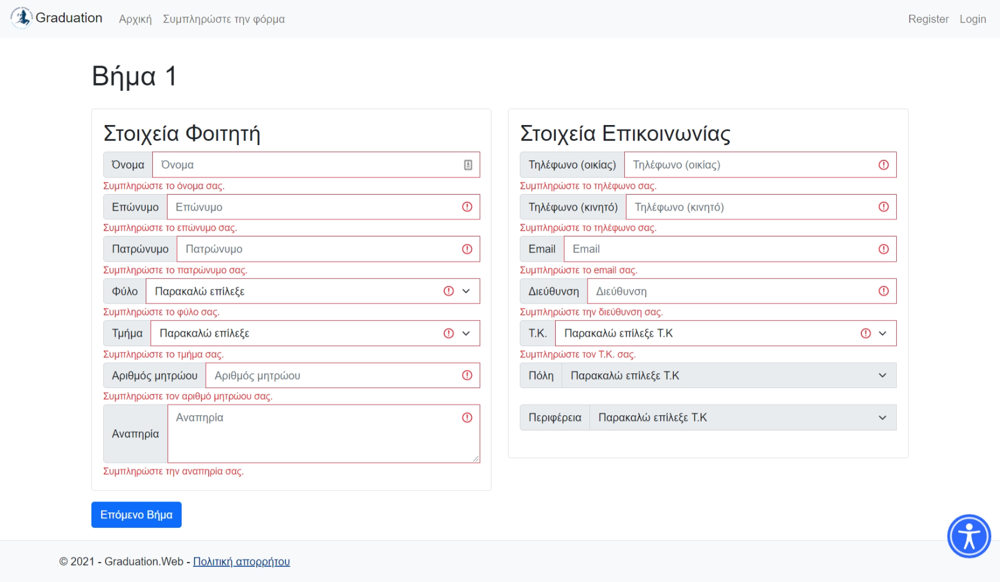 Graduation Αρχική Συμπληρώστε την φόρμα Register Login
Βήμα 1
Στοιχεία Φοιτητή
Όνομα Όνομα
Συμπληρώστε το όνομα σας.
Επώνυμο Επώνυμο
Συμπληρώστε το επώνυμο σας.
Πατρώνυμο Πατρώνυμο
Συμπληρώστε το πατρώνυμο σας.
Φύλο Παρακαλώ επίλεξε
Συμπληρώστε το φύλο σας.
Τμήμα Παρακαλώ επίλεξε
Συμπληρώστε το τμήμα σας.
Αριθμός μητρώου Αριθμός μητρώου
Συμπληρώστε τον αριθμό μητρώου σας.
Αναπηρία Αναπηρία
Συμπληρώστε την αναπηρία σας.
Στοιχεία Επικοινωνίας
Τηλέφωνο (οικίας) Τηλέφωνο (οικίας)
Συμπληρώστε το τηλέφωνο σας.
Τηλέφωνο (κινητό) Τηλέφωνο (κινητό)
Συμπληρώστε το τηλέφωνο σας.
Email Email
Συμπληρώστε το email σας.
Διεύθυνση Διεύθυνση
Συμπληρώστε την διεύθυνση σας.
Τ.Κ. Παρακαλώ επίλεξε Τ.Κ
Συμπληρώστε τον Τ.Κ. σας.
Πόλη Παρακαλώ επίλεξε Τ.Κ
Περιφέρεια Παρακαλώ επίλεξε Τ.Κ
Επόμενο Βήμα
© 2021 - Graduation.Web - Πολιτική απορρήτου